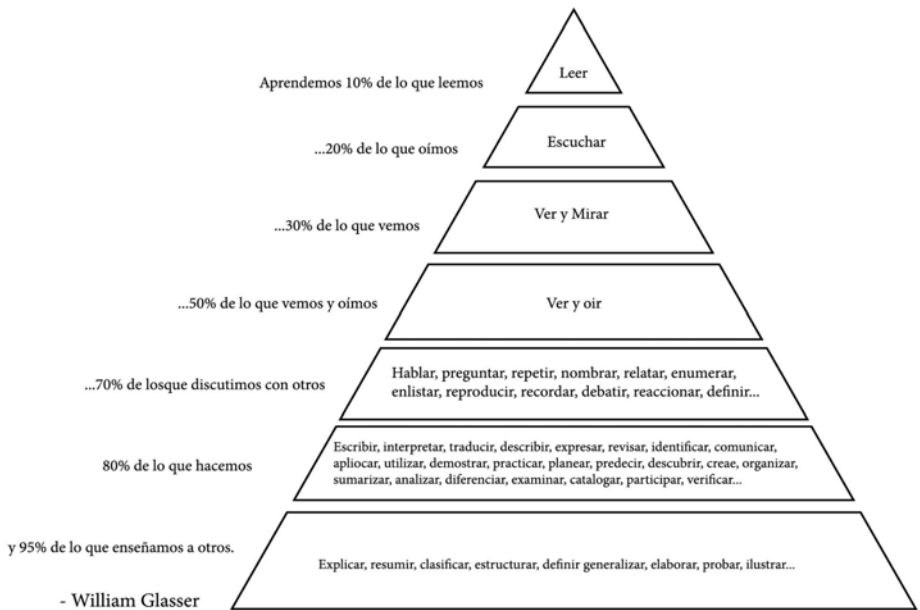 Leer
Aprendemos 10% de lo que leemos
Escuchar
...20% de lo que oímos
Ver y Mirar
...30% de lo que vemos
Ver y oir
...50% de lo que vemos y oímos
Hablar, preguntar, repetir, nombrar, relatar, enumerar,
enlistar, reproducir, recordar, debatir, reaccionar, definir...
...70% de losque discutimos con otros
Escribir, interpretar, traducir, describir, expresar, revisar, identificar, comunicar,
apliocar, utilizar, demostrar, practicar, planear, predecir, descubrir, creae, organizar,
sumarizar, analizar, diferenciar, examinar, catalogar, participar, verificar...
80% de lo que hacemos
y 95% de lo que enseñamos a otros.
Explicar, resumir, clasificar, estructurar, definir generalizar, elaborar, probar, ilustrar...
- William Glasser